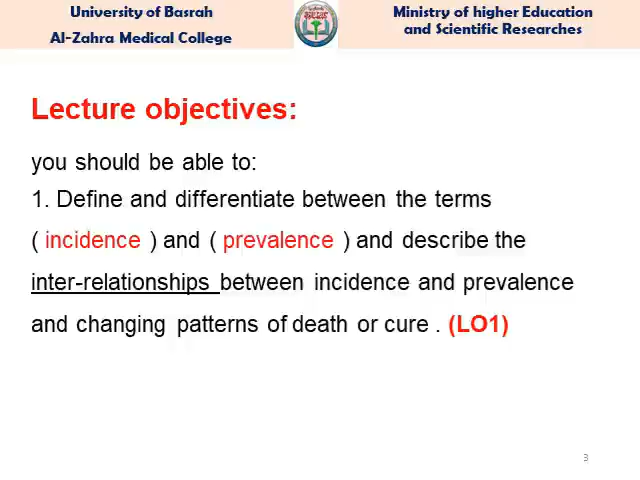 University of Basrah
Al-Zahra Medical College
Ministry of higher Education
and Scientific Researches
Lecture objectives:
you should be able to:
1. Define and differentiate between the terms
( incidence ) and ( prevalence ) and describe the
inter-relationships between incidence and prevalence
and changing patterns of death or cure . (LO1)
3